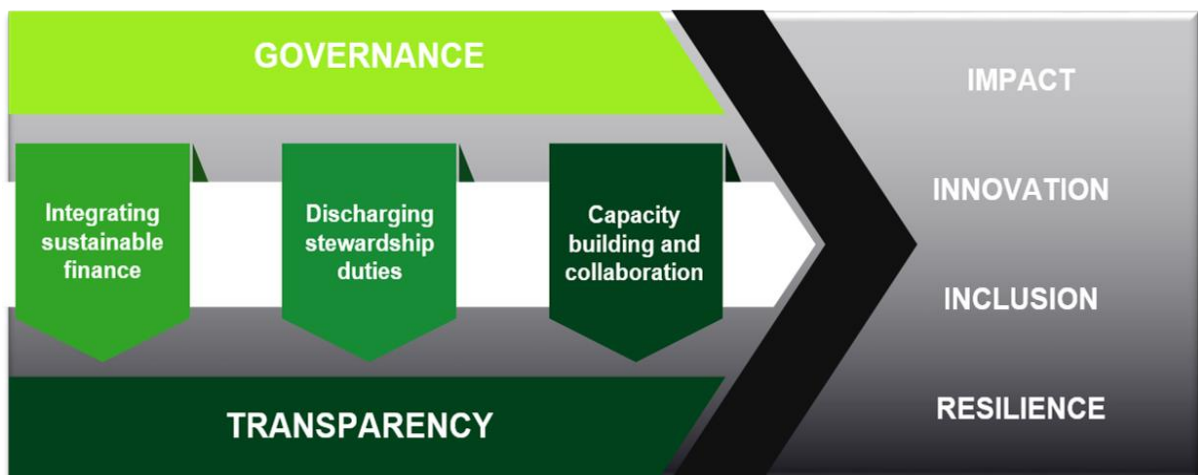 GOVERNANCE
Integrating
sustainable
finance
Discharging
stewardship
duties
Capacity
building and
collaboration
TRANSPARENCY
IMPACT
INNOVATION
INCLUSION
RESILIENCE